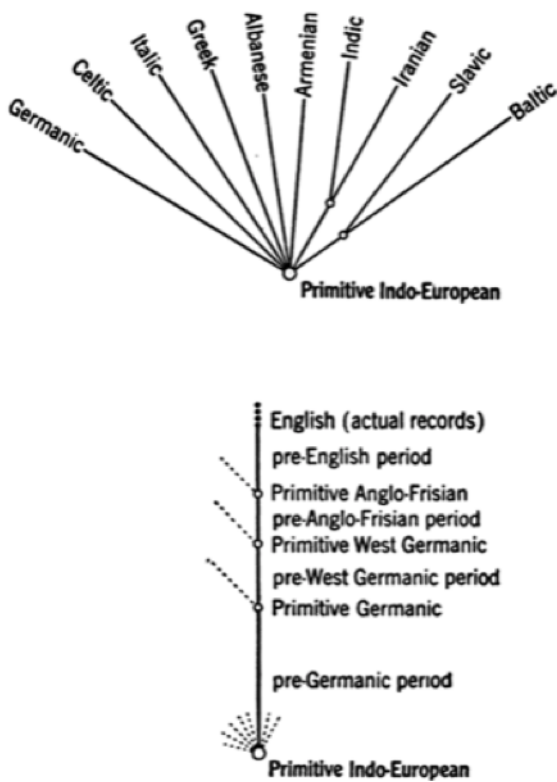 Germanic
Celtic
Italic
Greek
Albanese
Armenian
Indic
Iranian
Slavic
Baltic
Primitive Indo-European
English (actual records)
pre-English period
Primitive Anglo-Frisian
pre-Anglo-Frisian period
Primitive West Germanic
pre-West Germanic period
Primitive Germanic
pre-Germanic period
Primitive Indo-European